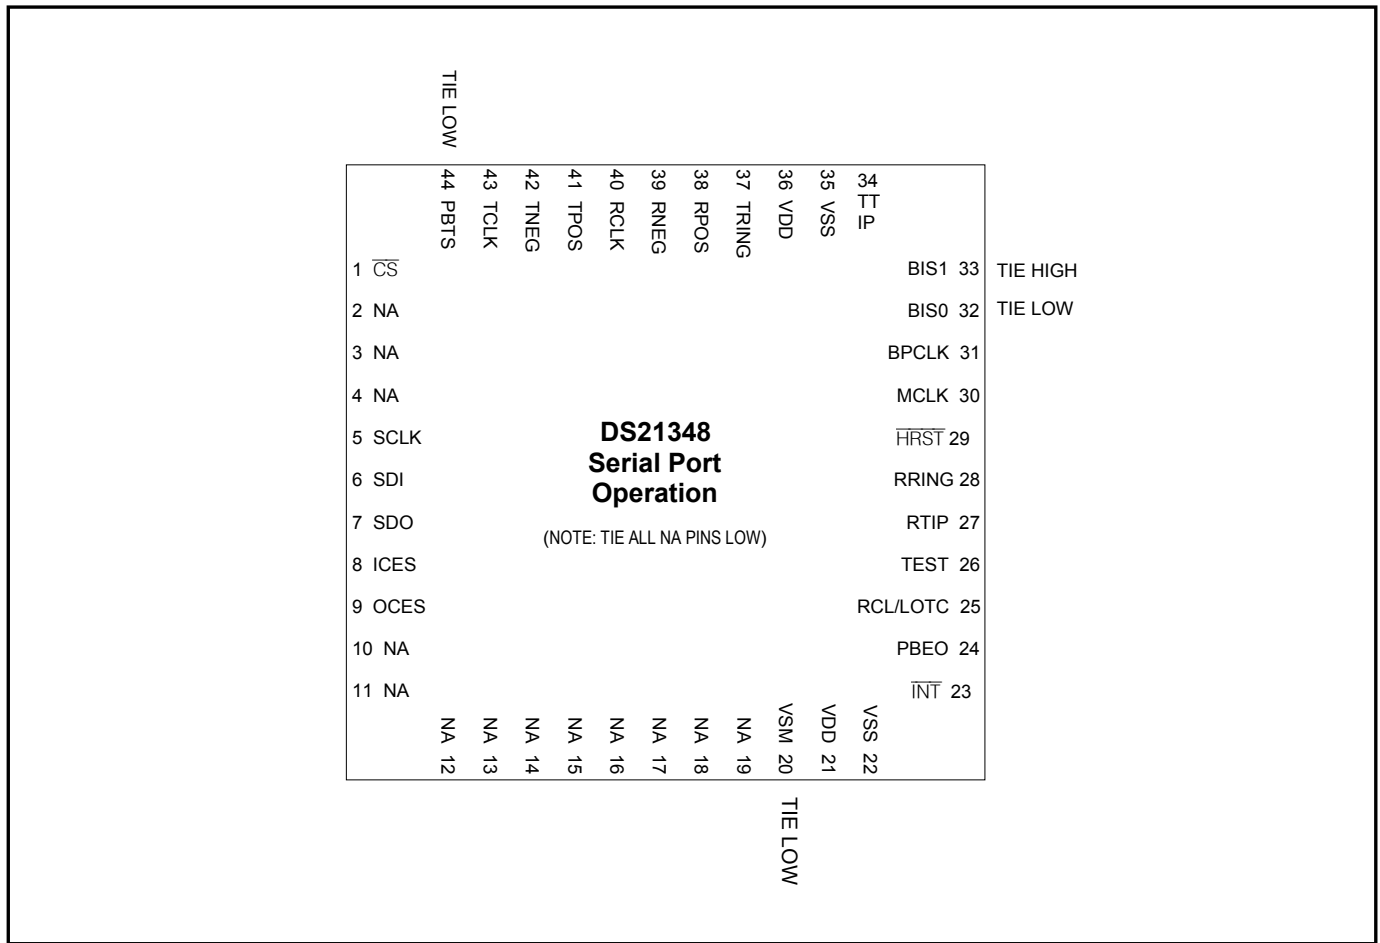 TIE LOW
44 PBTS
43 TCLK
42 TNEG
41 TPOS
40 RCLK
39 RNEG
38 RPOS
37 TRING
36 VDD
35 VSS
34
TT
IP
1 CS
2 NA
3 NA
4 NA
5 SCLK
6 SDI
7 SDO
8 ICES
9 OCES
10 NA
11 NA
DS21348
Serial Port
Operation
(NOTE: TIE ALL NA PINS LOW)
BIS1 33 TIE HIGH
BIS0 32 TIE LOW
BPCLK 31
MCLK 30
HRST 29
RRING 28
RTIP 27
TEST 26
RCL/LOTC 25
PBEO 24
INT 23
NA 12
NA 13
NA 14
NA 15
NA 16
NA 17
NA 18
NA 19
VSM 20
VDD 21
VSS 22
TIE LOW